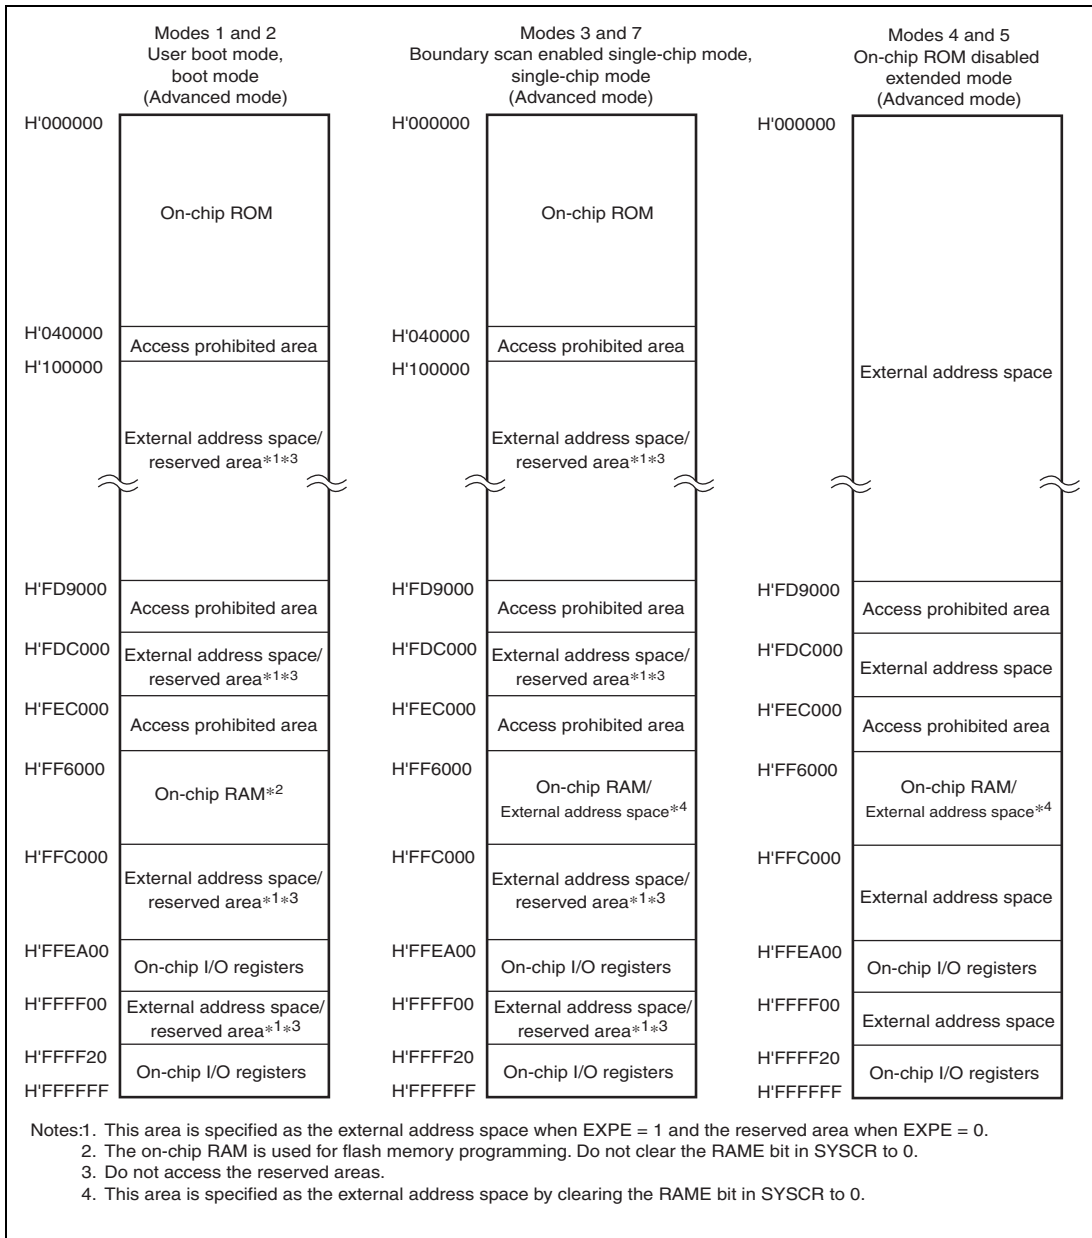 Modes 1 and 2
User boot mode,
boot mode
(Advanced mode)
H'000000
On-chip ROM
H'040000
Access prohibited area
H'100000
External address space/
reserved area*1*3
H'FD9000
Access prohibited area
H'FDC000
External address space/
reserved area*1*3
H'FEC000
Access prohibited area
H'FF6000
On-chip RAM*2
H'FFC000
External address space/
reserved area*1*3
H'FFEA00
On-chip I/O registers
H'FFFF00
External address space/
reserved area*1*3
H'FFFF20
On-chip I/O registers
H'FFFFFF
Modes 3 and 7
Boundary scan enabled single-chip mode,
single-chip mode
(Advanced mode)
H'000000
On-chip ROM
H'040000
Access prohibited area
H'100000
External address space/
reserved area*1*3
H'FD9000
Access prohibited area
H'FDC000
External address space/
reserved area*1*3
H'FEC000
Access prohibited area
H'FF6000
On-chip RAM/
External address space*4
H'FFC000
External address space/
reserved area*1*3
H'FFEA00
On-chip I/O registers
H'FFFF00
External address space/
reserved area*1*3
H'FFFF20
On-chip I/O registers
H'FFFFFF
Modes 4 and 5
On-chip ROM disabled
extended mode
(Advanced mode)
H'000000
External address space
H'FD9000
Access prohibited area
H'FDC000
External address space
H'FEC000
Access prohibited area
H'FF6000
On-chip RAM/
External address space*4
H'FFC000
External address space
H'FFEA00
On-chip I/O registers
H'FFFF00
External address space
H'FFFF20
On-chip I/O registers
H'FFFFFF
Notes:1. This area is specified as the external address space when EXPE = 1 and the reserved area when EXPE = 0.
2. The on-chip RAM is used for flash memory programming. Do not clear the RAME bit in SYSCR to 0.
3. Do not access the reserved areas.
4. This area is specified as the external address space by clearing the RAME bit in SYSCR to 0.